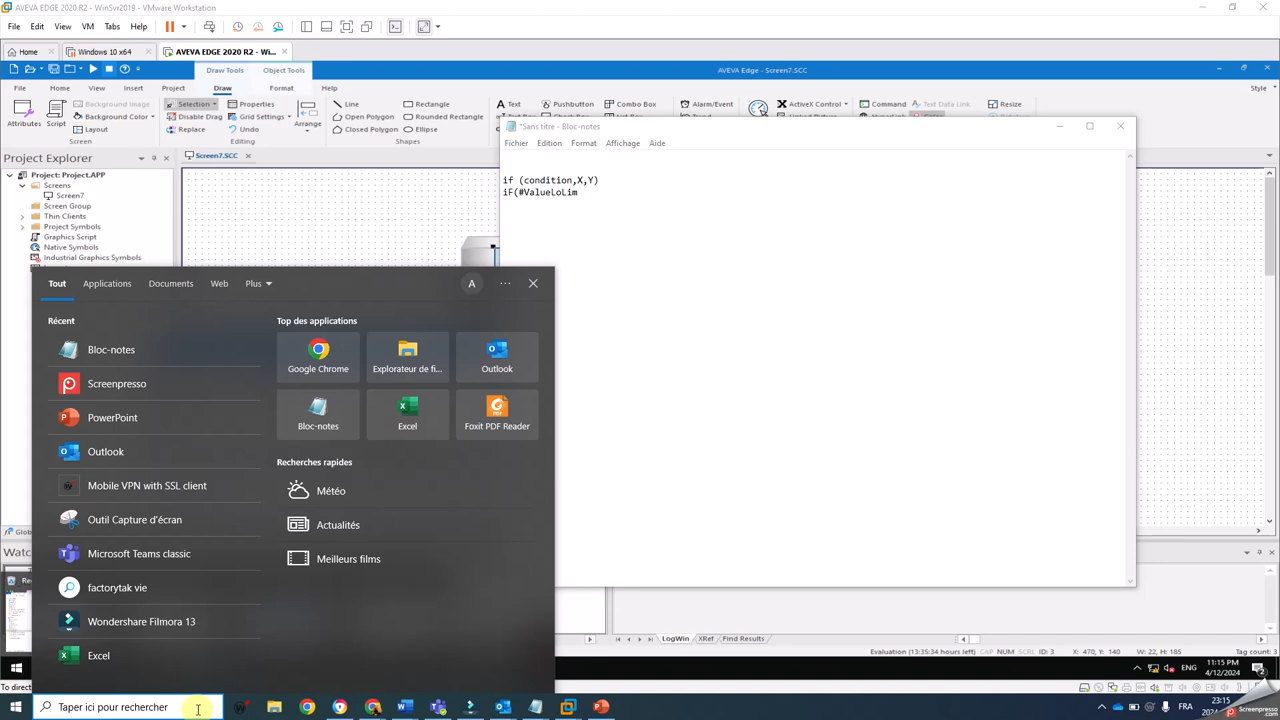 AVEVA EDGE 2020 R2 - WinSvr2019 - VMware Workstation
File Edit View VM Tabs Help
Home Windows 10 x64 AVEVA EDGE 2020 R2 - Wi...
Draw Tools Object Tools AVEVA Edge - Screen7.SCC
File Home View Insert Project Draw Format Help Style
Attributes Script Background Image Background Color Layout
Selection Disable Drag Replace Properties Grid Settings Undo
Editing
Arrange
Line Open Polygon Closed Polygon Rectangle Rounded Rectangle Ellipse
Shapes
Text Pushbutton Combo Box Alarm/Event ActiveX Control Command Text Data Link Resize
Project Explorer
Screen7.SCC
Project: Project.APP
Screens
Screen7
Screen Group
Thin Clients
Project Symbols
Graphics Script
Native Symbols
Industrial Graphics Symbols
*Sans titre - Bloc-notes
Fichier Edition Format Affichage Aide
if (condition,X,Y)
iF(#ValueLoLim
Tout Applications Documents Web Plus A
Récent
Bloc-notes
Screenpresso
PowerPoint
Outlook
Mobile VPN with SSL client
Outil Capture d'écran
Microsoft Teams classic
factorytak vie
Wondershare Filmora 13
Excel
Top des applications
Google Chrome Explorateur de fi... Outlook
Bloc-notes Excel Foxit PDF Reader
Recherches rapides
Météo
Actualités
Meilleurs films
LogWin XRef Find Results
Evaluation (13:35:34 hours left) CAP NUM SCRL ID: 3 X: 470, Y: 140 W: 22, H: 185 Tag count: 3
ENG 11:15 PM
4/12/2024
Taper ici pour rechercher
FRA 23:15
Screenpresso.com